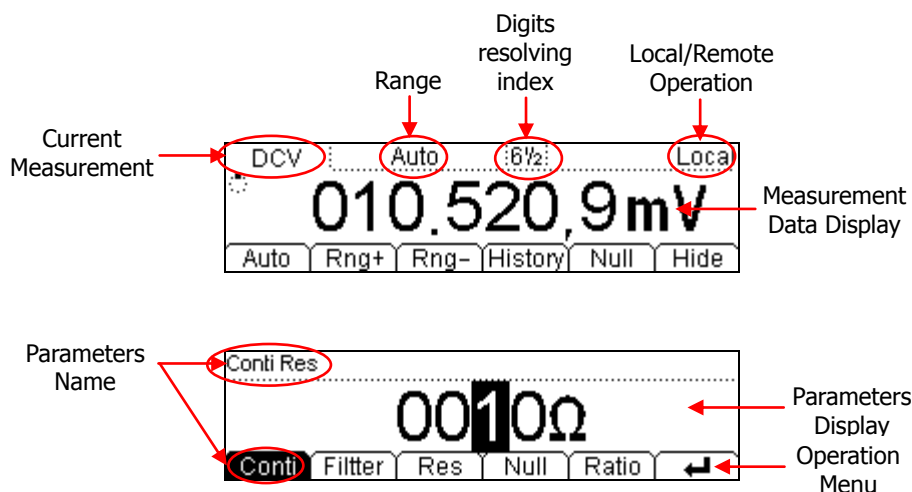 Digits
resolving
index
Local/Remote
Operation
Range
Current
Measurement
DCV Auto 6½ Local
010.520,9 mV
Measurement
Data Display
Auto Rng+ Rng- History Null Hide
Parameters
Name
Conti Res
0010Ω
Parameters
Display
Conti Filtter Res Null Ratio ↵
Operation
Menu